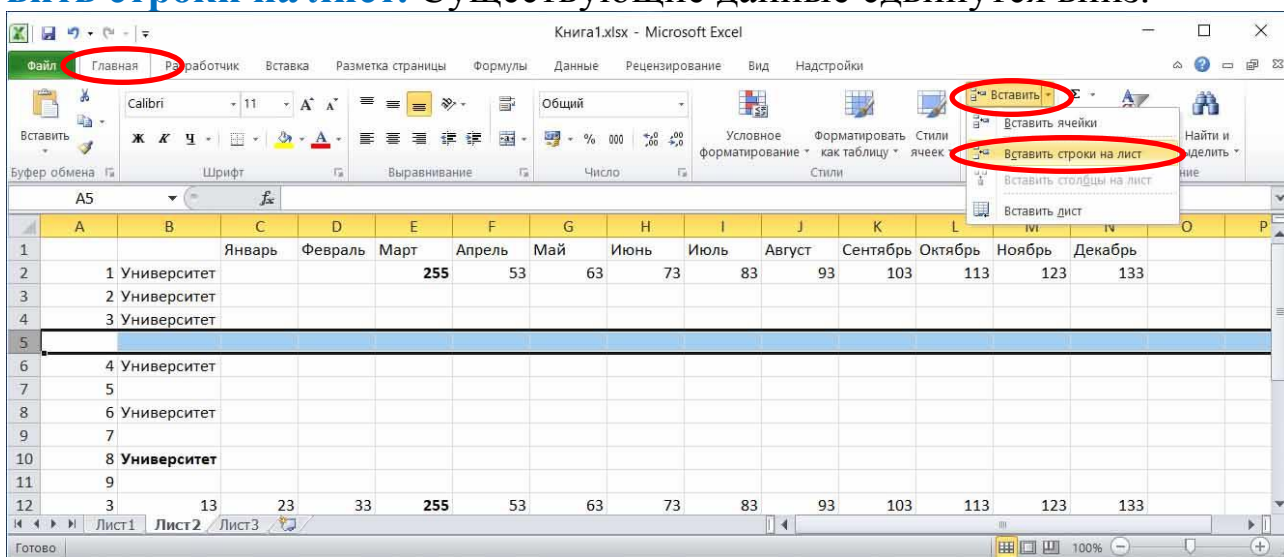 вить строки на лист. Существующие данные сдвинутся вниз.
Книга1.xlsx - Microsoft Excel
Файл Главная Разработчик Вставка Разметка страницы Формулы Данные Рецензирование Вид Надстройки
Вставить
Calibri 11
Ж К Ч
Общий
% 000
Условное форматирование
Форматировать как таблицу
Стили ячеек
Вставить
Вставить ячейки
Вставить строки на лист
Вставить столбцы на лист
Вставить лист
Найти и
Буфер обмена Шрифт Выравнивание Число Стили
A5 fx
A B C D E F G H I J K L M N O P
1 Январь Февраль Март Апрель Май Июнь Июль Август Сентябрь Октябрь Ноябрь Декабрь
2 1 Университет 255 53 63 73 83 93 103 113 123 133
3 2 Университет
4 3 Университет
5
6 4 Университет
7 5
8 6 Университет
9 7
10 8 Университет
11 9
12 3 13 23 33 255 53 63 73 83 93 103 113 123 133
Лист1 Лист2 Лист3
Готово 100%